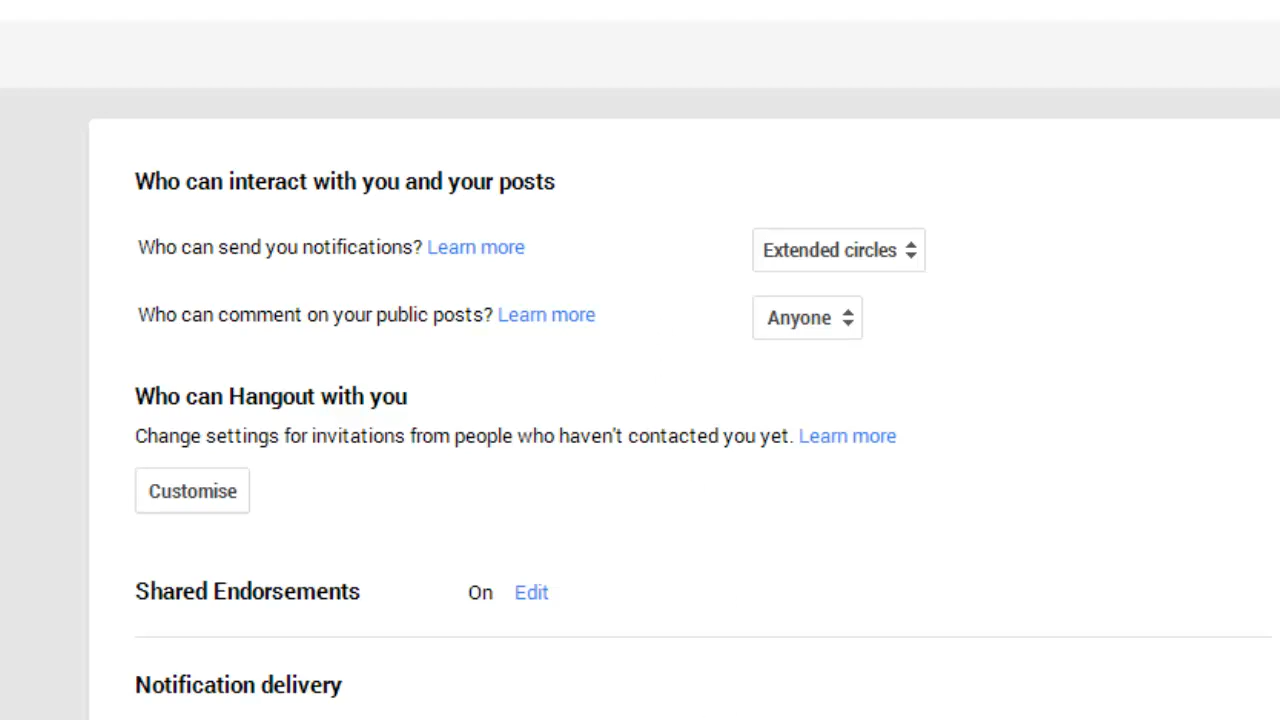 Who can interact with you and your posts
Who can send you notifications? Learn more
Extended circles
Who can comment on your public posts? Learn more
Anyone
Who can Hangout with you
Change settings for invitations from people who haven't contacted you yet. Learn more
Customise
Shared Endorsements On Edit
Notification delivery